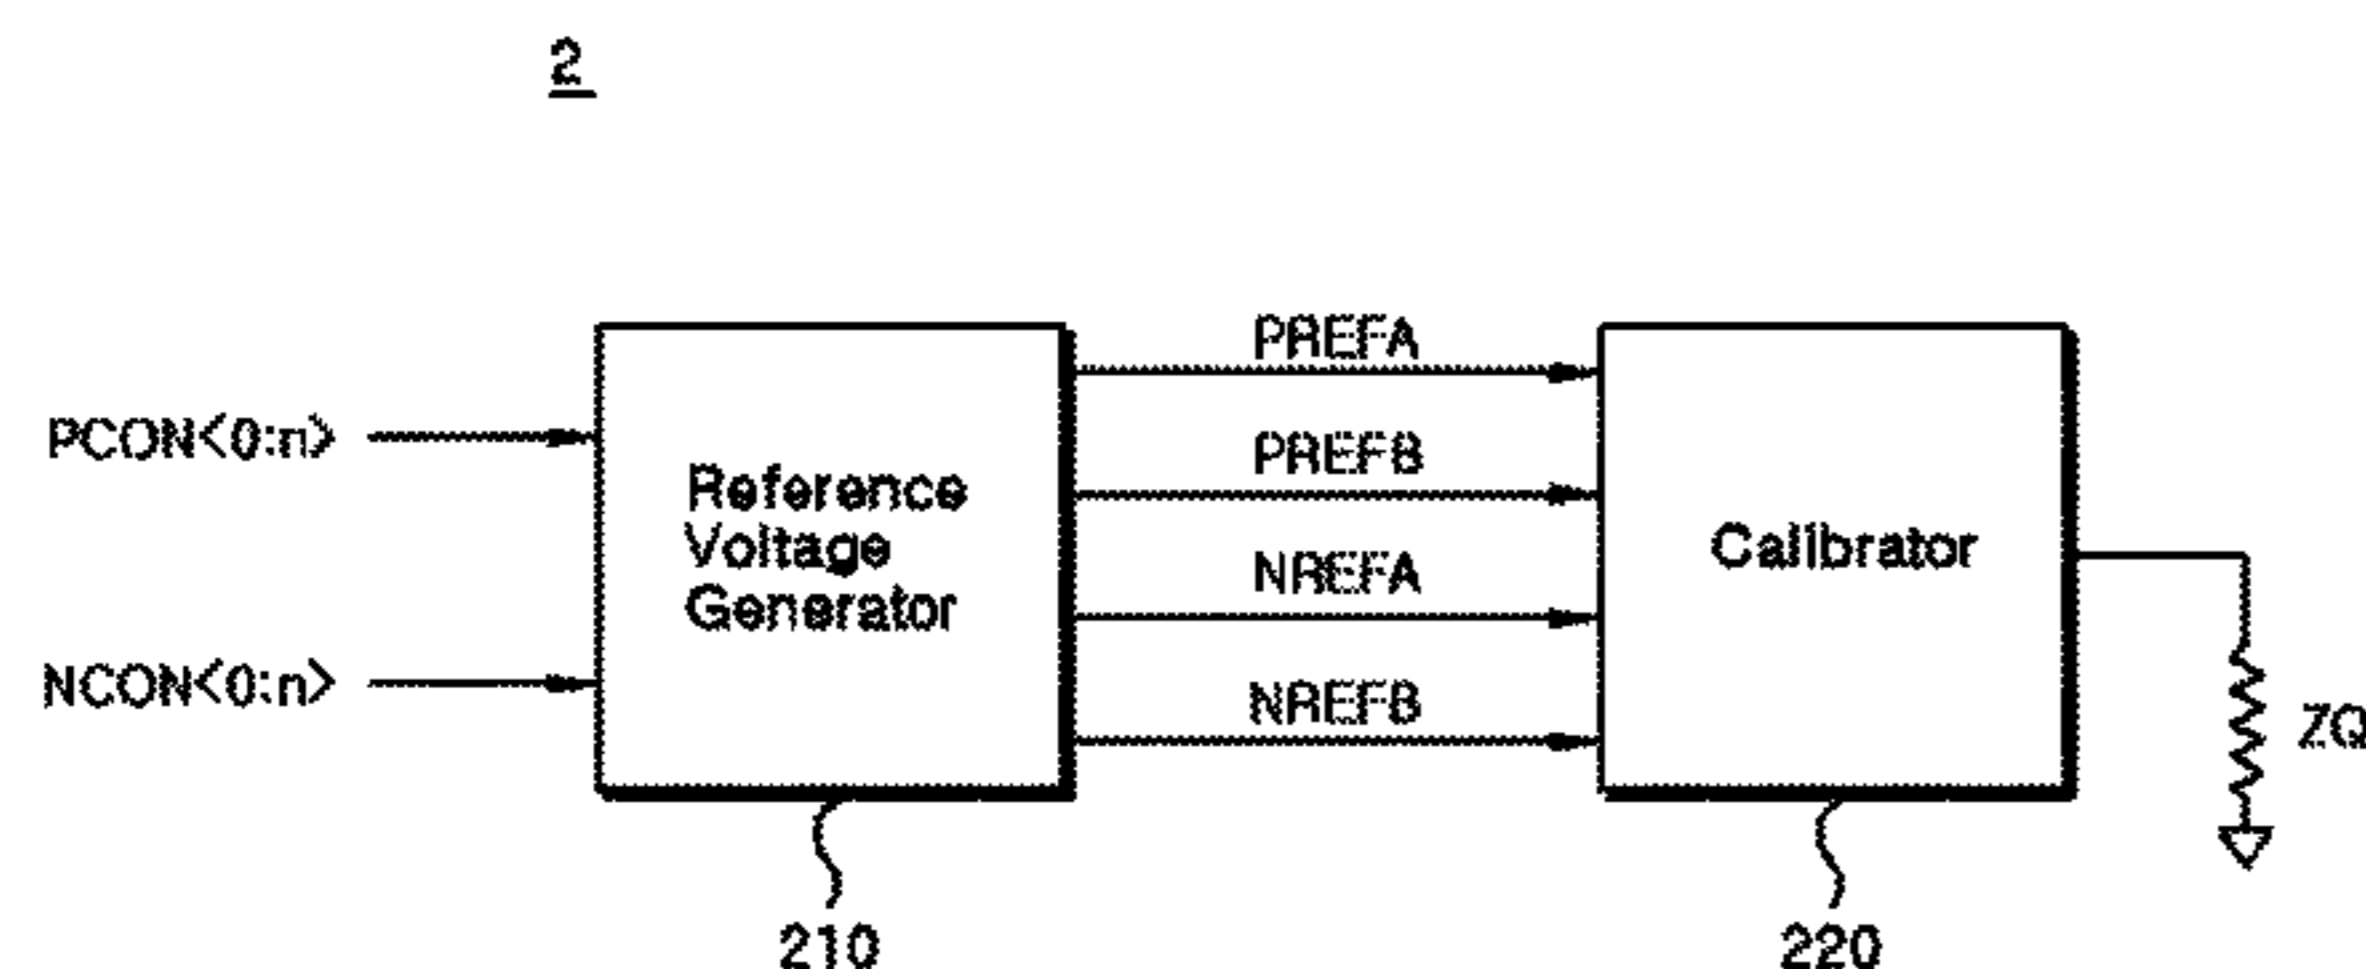 2
PREFA
PCON<0:n>
PREFB
Reference
Voltage
Generator
NREFA
Calibrator
NCON<0:n>
NREFB
ZQ
210
220